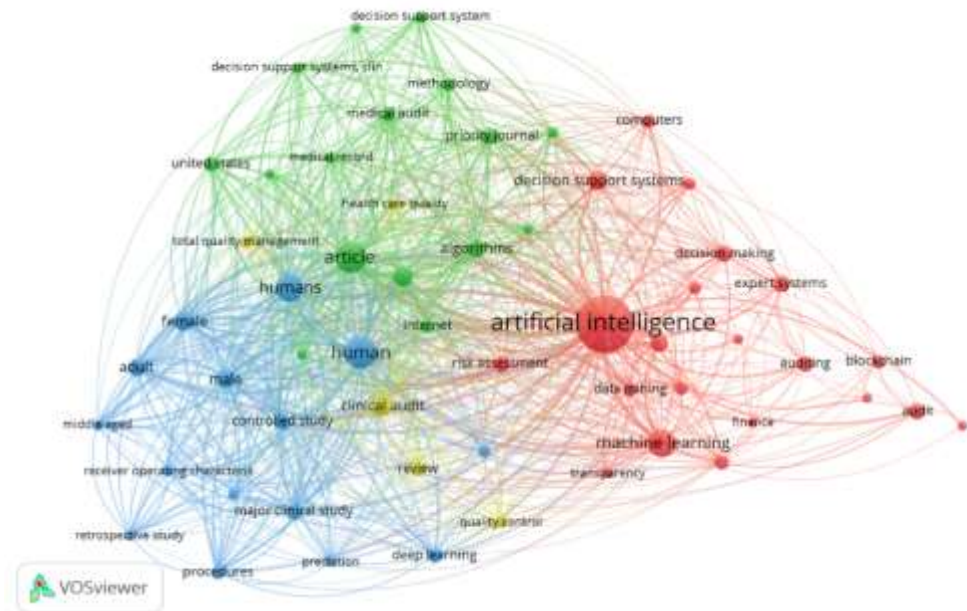 decision support system
decision support systems, clin
methodology
medical audit
computers
priority journal
united states
medical record
decision support systems
health care quality
total quality management
algorithms
decision making
article
humans
expert systems
artificial intelligence
female
internet
human
risk assessment
auditing
blockchain
adult
male
data mining
clinical audit
audit
middle aged
controlled study
finance
machine learning
receiver operating characteris
review
transparency
major clinical study
quality control
retrospective study
prediction
deep learning
procedures
VOSviewer